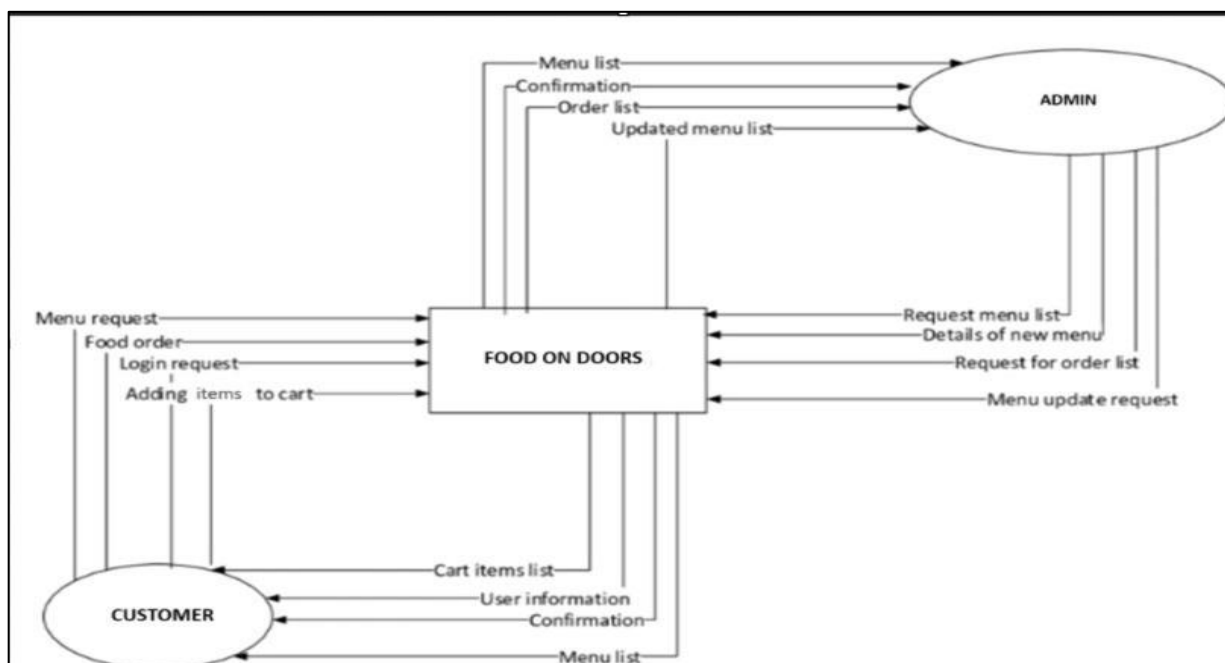 Menu list
Confirmation
Order list
Updated menu list
ADMIN
Menu request
Food order
Login request
Adding items to cart
FOOD ON DOORS
Request menu list
Details of new menu
Request for order list
Menu update request
Cart items list
User information
Confirmation
Menu list
CUSTOMER